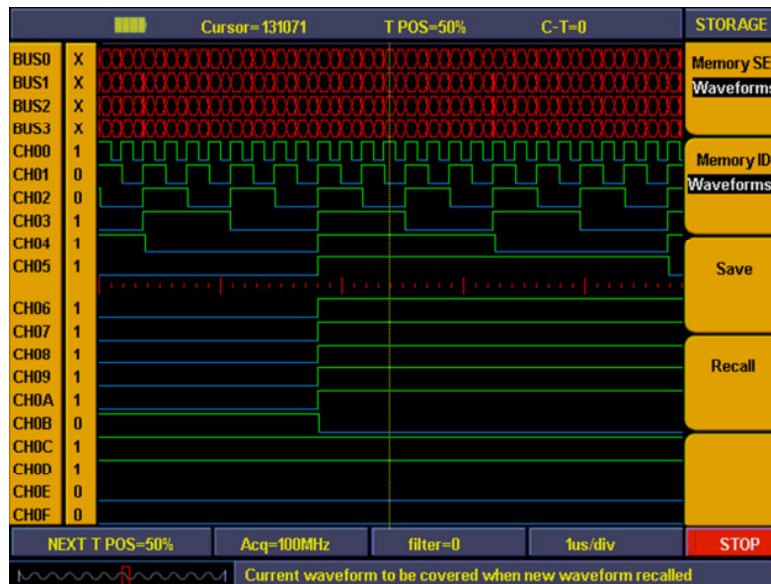 Cursor=131071 T POS=50% C-T=0 STORAGE
BUS0 X
BUS1 X
BUS2 X
BUS3 X
CH00 1
CH01 0
CH02 0
CH03 1
CH04 1
CH05 1
CH06 1
CH07 1
CH08 1
CH09 1
CH0A 1
CH0B 0
CH0C 1
CH0D 1
CH0E 0
CH0F 0
Memory SE
Waveforms
Memory ID
Waveforms
Save
Recall
NEXT T POS=50% Acq=100MHz filter=0 1us/div STOP
Current waveform to be covered when new waveform recalled